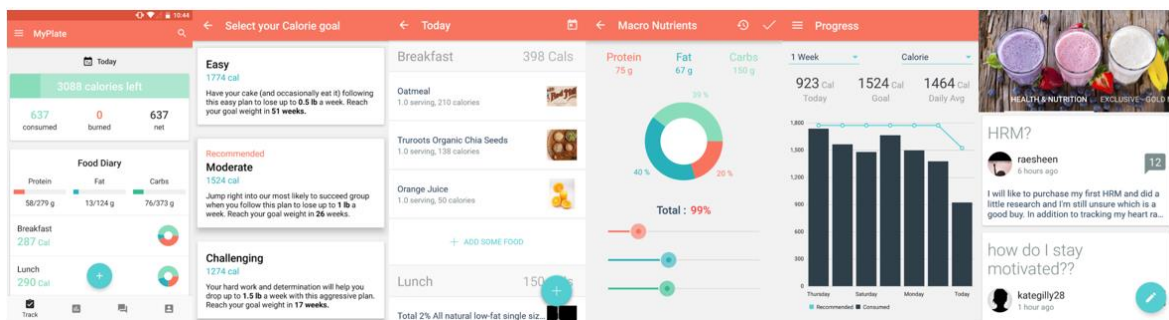 10:44
MyPlate
Today
3088 calories left
637
0
637
consumed
burned
net
Food Diary
Protein
Fat
Carbs
58/279 g
13/124 g
76/373 g
Breakfast
287 Cal
Lunch
290 Cal
Track
Select your Calorie goal
Easy
1774 cal
Have your cake (and occasionally eat it) following
this easy plan to lose up to 0.5 lb a week. Reach
your goal weight in 51 weeks.
Recommended
Moderate
1524 cal
Jump right into our most likely to succeed group
when you follow this plan to lose up to 1 lb a
week. Reach your goal weight in 26 weeks.
Challenging
1274 cal
Your hard work and determination will help you
drop up to 1.5 lb a week with this aggressive plan.
Reach your goal weight in 17 weeks.
Today
Breakfast
398 Cals
Oatmeal
1.0 serving, 210 calories
Truroots Organic Chia Seeds
1.0 serving, 138 calories
Orange Juice
1.0 serving, 50 calories
+ ADD SOME FOOD
Lunch
Total 2% All natural low-fat single siz...
Macro Nutrients
Protein
Fat
Carbs
75 g
67 g
150 g
40 %
20 %
Total : 99%
Progress
1 Week
Calorie
923 Cal
1524 Cal
1464 Cal
Today
Goal
Daily Avg
1,800
1,500
1,200
900
600
300
0
Thursday
Saturday
Monday
Today
Recommended
Consumed
HEALTH & NUTRITION
EXCLUSIVE
HRM?
raesheen
6 hours ago
12
I will like to purchase my first HRM and did a
little research and I'm still unsure which is a
good buy. In addition to tracking my heart ra...
how do I stay
motivated??
kategilly28
1 hour ago